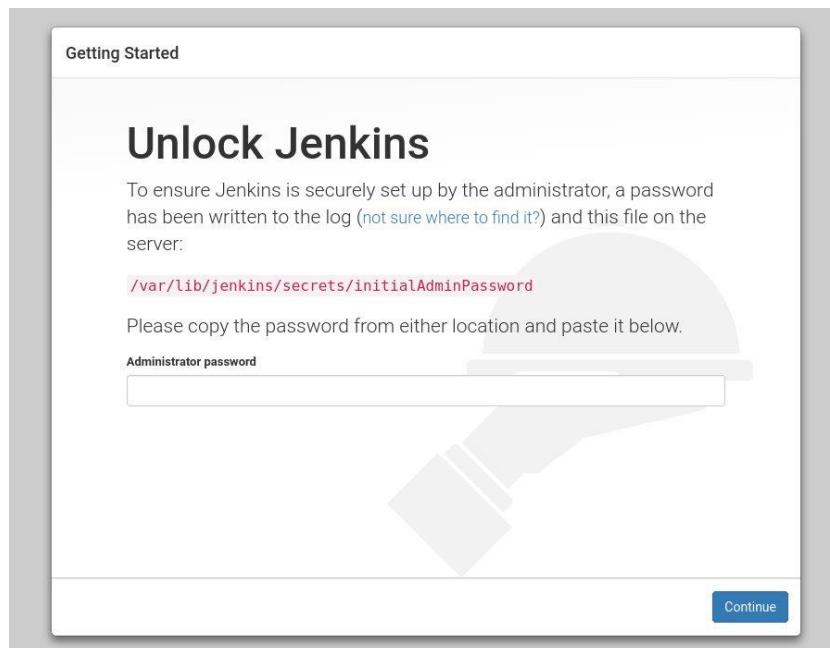 Getting Started
Unlock Jenkins
To ensure Jenkins is securely set up by the administrator, a password
has been written to the log (not sure where to find it?) and this file on the
server:
/var/lib/jenkins/secrets/initialAdminPassword
Please copy the password from either location and paste it below.
Administrator password
Continue